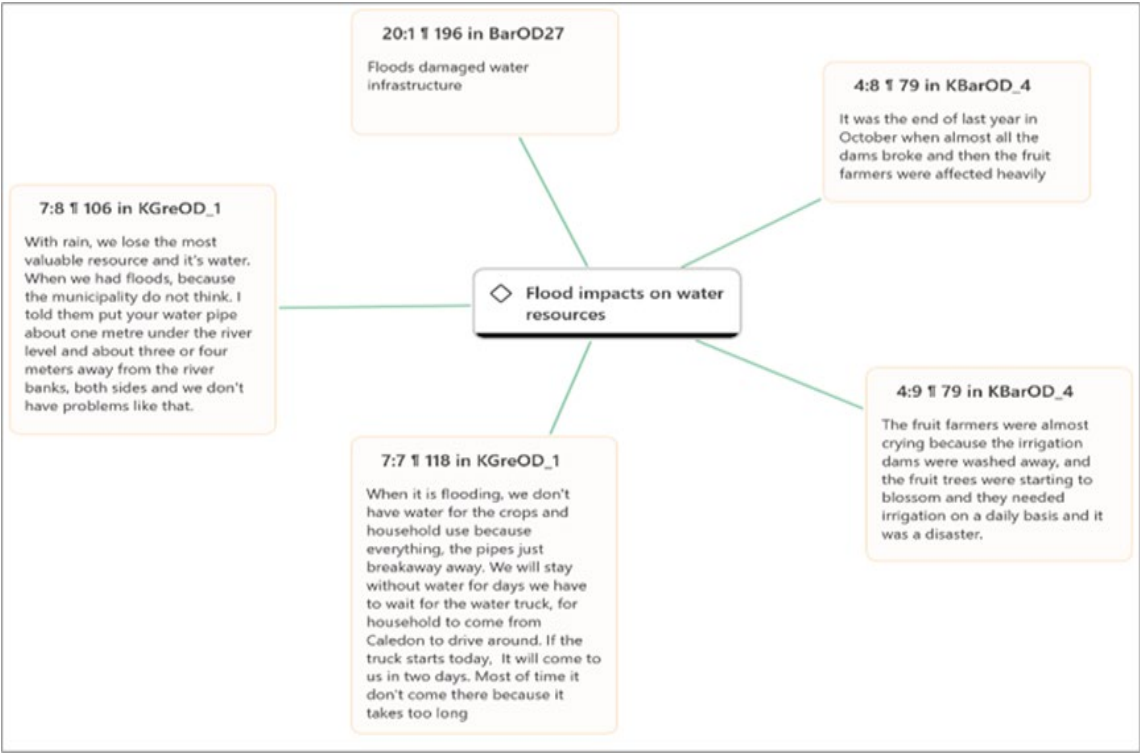 20:1 ¶ 196 in BarOD27
Floods damaged water
infrastructure
4:8 ¶ 79 in KBarOD_4
It was the end of last year in
October when almost all the
dams broke and then the fruit
farmers were affected heavily
7:8 ¶ 106 in KGreOD_1
With rain, we lose the most
valuable resource and it's water.
When we had floods, because
the municipality do not think. I
told them put your water pipe
about one metre under the river
level and about three or four
meters away from the river
banks, both sides and we don't
have problems like that.
Flood impacts on water
resources
4:9 ¶ 79 in KBarOD_4
The fruit farmers were almost
crying because the irrigation
dams were washed away, and
the fruit trees were starting to
blossom and they needed
irrigation on a daily basis and it
was a disaster.
7:7 ¶ 118 in KGreOD_1
When it is flooding, we don't
have water for the crops and
household use because
everything, the pipes just
breakaway away. We will stay
without water for days we have
to wait for the water truck, for
household to come from
Caledon to drive around. If the
truck starts today,  It will come to
us in two days. Most of time it
don't come there because it
takes too long